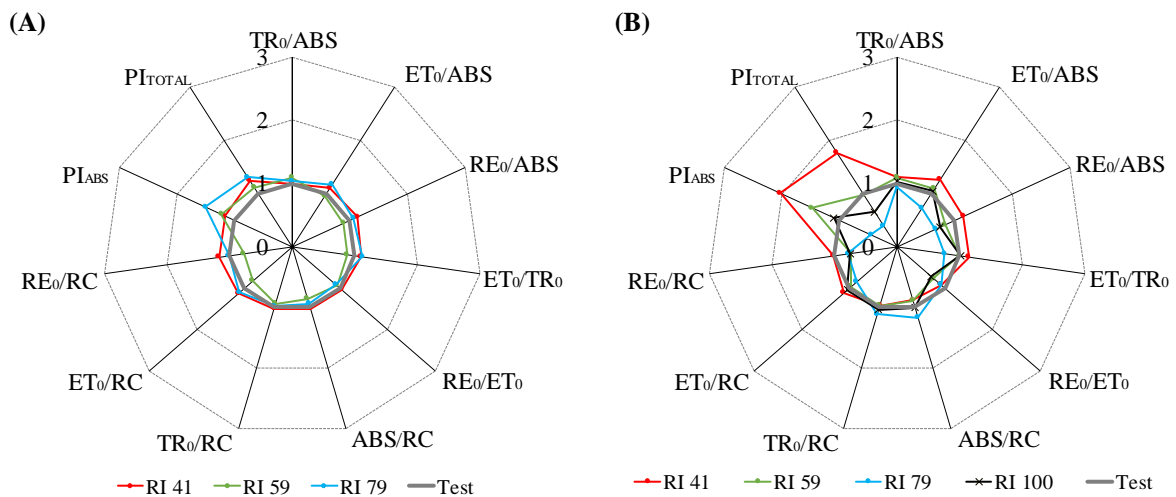 (A)
TR₀/ABS
ET₀/ABS
RE₀/ABS
ET₀/TR₀
RE₀/ET₀
ABS/RC
TR₀/RC
ET₀/RC
RE₀/RC
PIABS
PITOTAL
3
2
1
0
RI 41 RI 59 RI 79 Test
(B)
TR₀/ABS
ET₀/ABS
RE₀/ABS
ET₀/TR₀
RE₀/ET₀
ABS/RC
TR₀/RC
ET₀/RC
RE₀/RC
PIABS
PITOTAL
3
2
1
0
RI 41 RI 59 RI 79 RI 100 Test